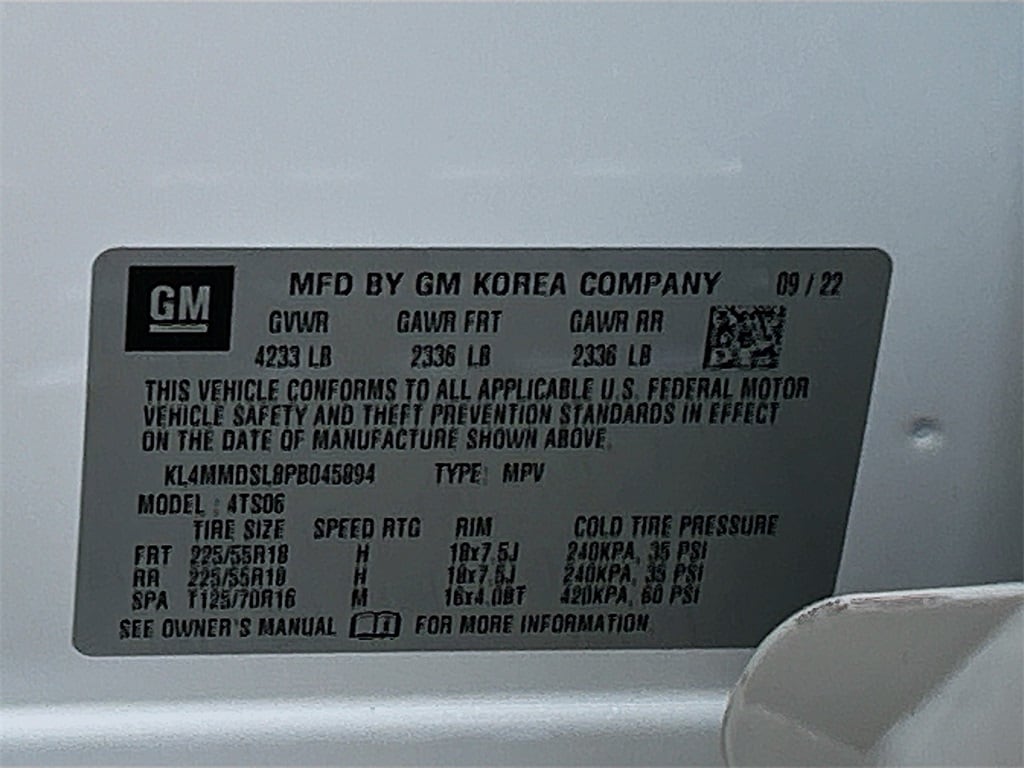 GM MFD BY GM KOREA COMPANY 09 / 22
GVWR GAWR FRT GAWR RR
4233 LB 2336 LB 2336 LB
THIS VEHICLE CONFORMS TO ALL APPLICABLE U.S. FEDERAL MOTOR
VEHICLE SAFETY AND THEFT PREVENTION STANDARDS IN EFFECT
ON THE DATE OF MANUFACTURE SHOWN ABOVE.
KL4MMDSL8PB045894 TYPE: MPV
MODEL : 4TS06
TIRE SIZE SPEED RTG RIM COLD TIRE PRESSURE
FRT 225/55R18 H 18x7.5J 240KPA, 35 PSI
RR 225/55R18 H 18x7.5J 240KPA, 35 PSI
SPA T125/70R16 M 16x4.0BT 420KPA, 60 PSI
SEE OWNER'S MANUAL FOR MORE INFORMATION.